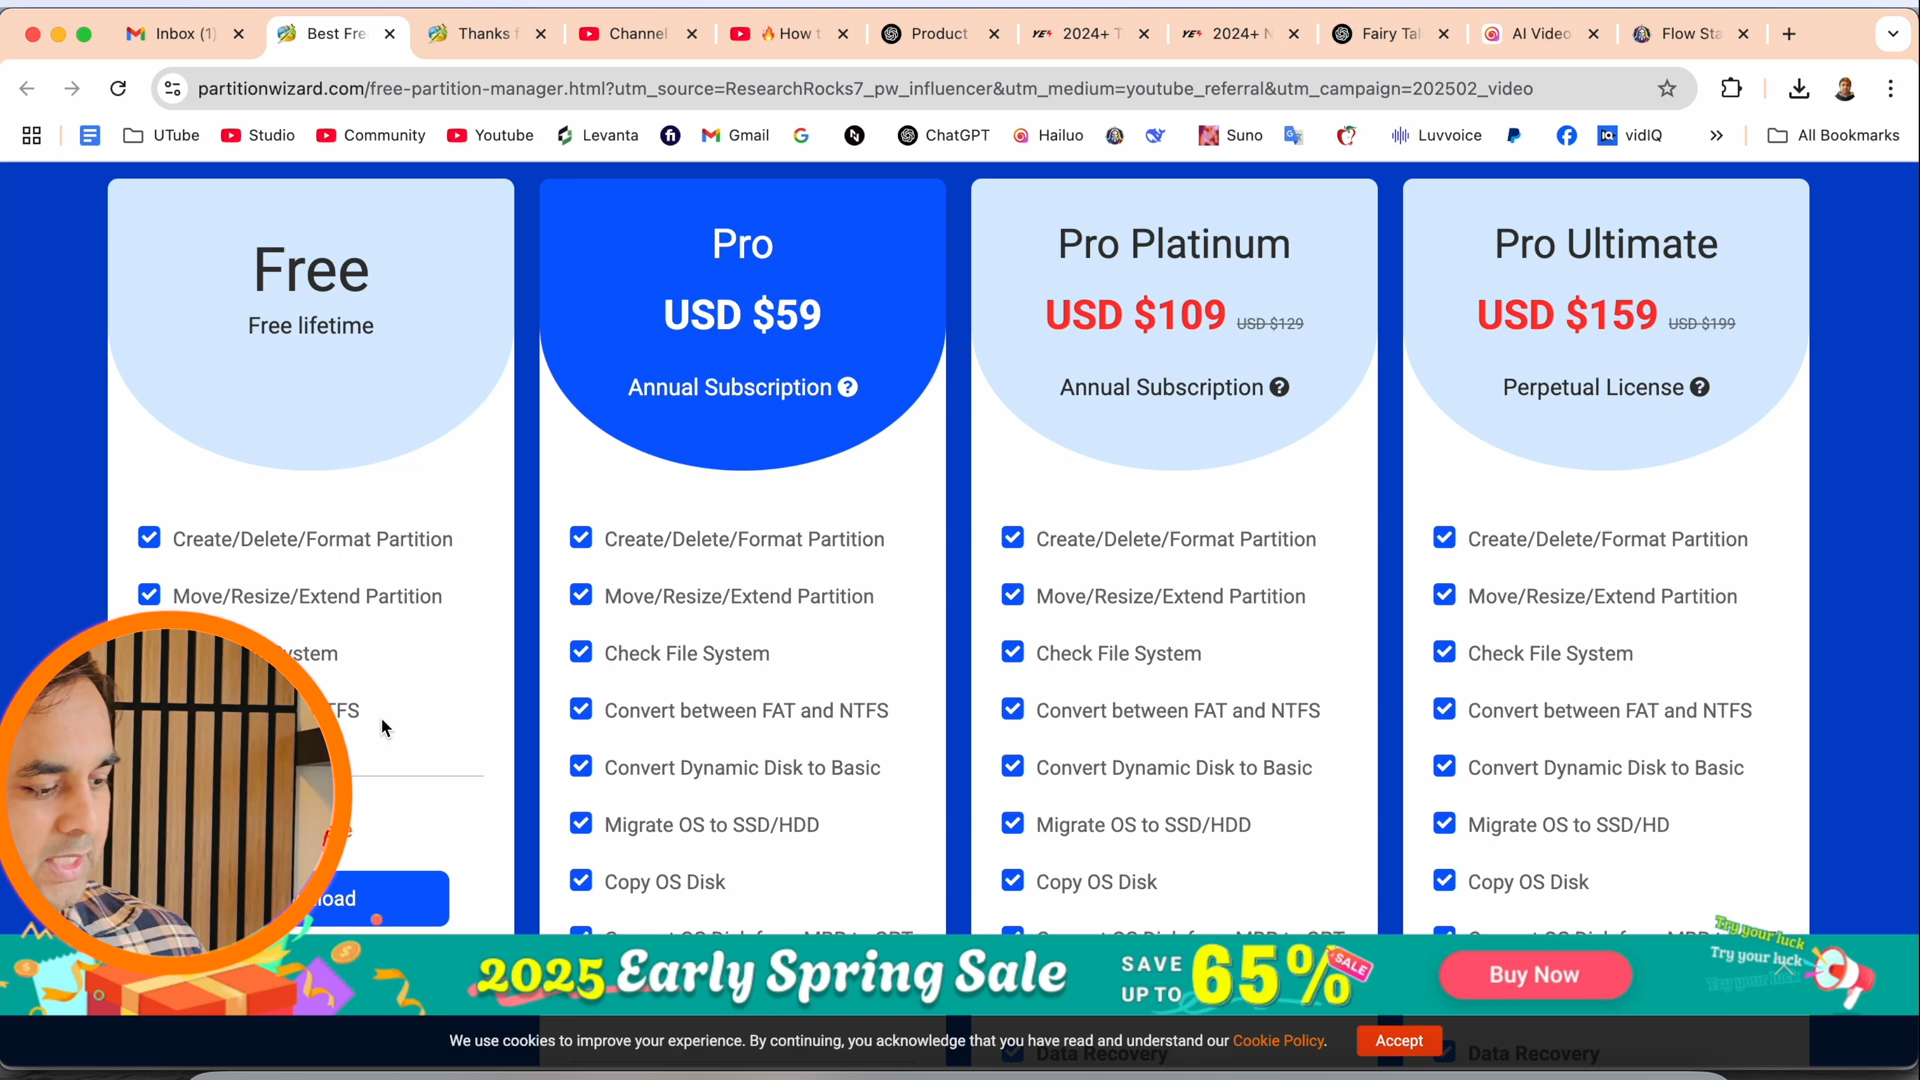 Inbox (1)
Best Fre
Thanks f
Channel
🔥How t
Product
YE⚡ 2024+ T
YE⚡ 2024+ N
Fairy Tal
AI Video
Flow Sta
partitionwizard.com/free-partition-manager.html?utm_source=ResearchRocks7_pw_influencer&utm_medium=youtube_referral&utm_campaign=202502_video
UTube
Studio
Community
Youtube
Levanta
Gmail
ChatGPT
Hailuo
Suno
Luvvoice
vidIQ
All Bookmarks
Free
Free lifetime
Create/Delete/Format Partition
Move/Resize/Extend Partition
ystem
TFS
load
Pro
USD $59
Annual Subscription
Create/Delete/Format Partition
Move/Resize/Extend Partition
Check File System
Convert between FAT and NTFS
Convert Dynamic Disk to Basic
Migrate OS to SSD/HDD
Copy OS Disk
Pro Platinum
USD $109 USD $129
Annual Subscription
Create/Delete/Format Partition
Move/Resize/Extend Partition
Check File System
Convert between FAT and NTFS
Convert Dynamic Disk to Basic
Migrate OS to SSD/HDD
Copy OS Disk
Pro Ultimate
USD $159 USD $199
Perpetual License
Create/Delete/Format Partition
Move/Resize/Extend Partition
Check File System
Convert between FAT and NTFS
Convert Dynamic Disk to Basic
Migrate OS to SSD/HD
Copy OS Disk
2025 Early Spring Sale
SAVE
UP TO
65%
SALE
Buy Now
Try your luck
Try your luck
Try your luck
We use cookies to improve your experience. By continuing, you acknowledge that you have read and understand our Cookie Policy.
Accept
Data Recovery
Data Recovery